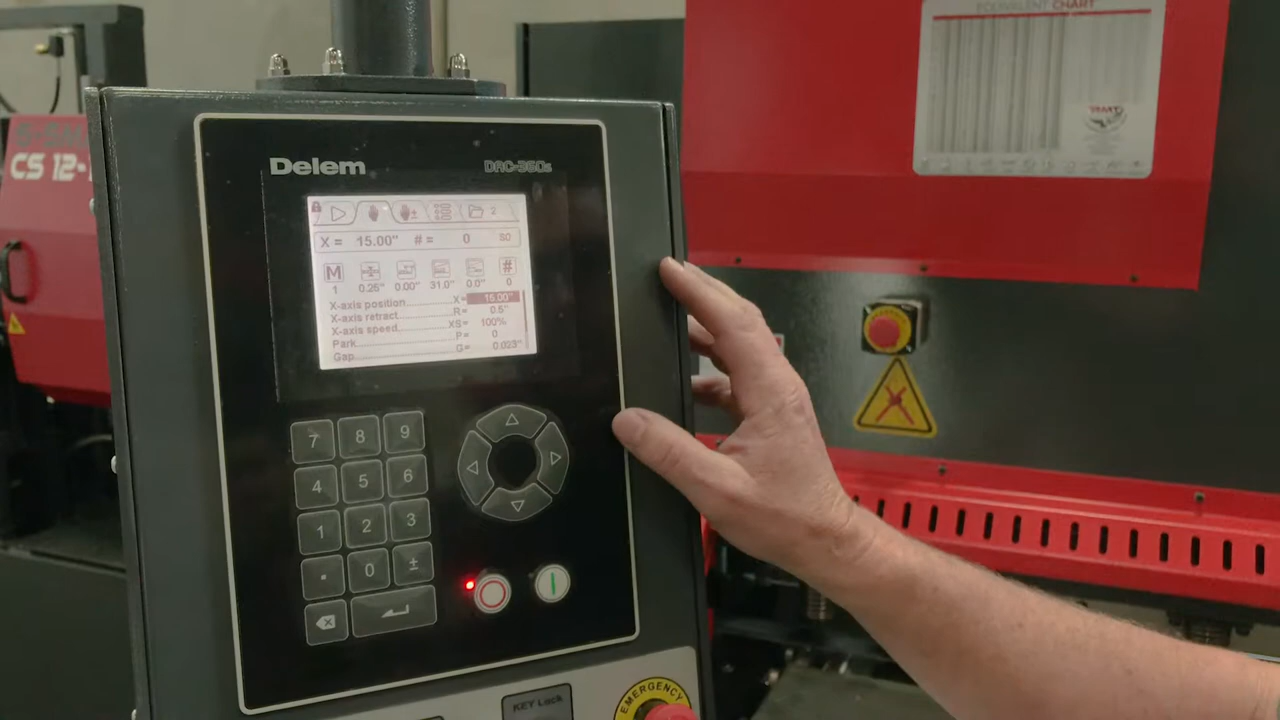 EQUIVALENT CHART
CS 12-
Delem
DAC-360s
2
X = 15.00" # = 0 S0
M #
1 0.25" 0.00" 31.0" 0.0" 0
X-axis position X= 15.00"
X-axis retract R= 0.5"
X-axis speed XS= 100%
Park P= 0
Gap G= 0.023"
7 8 9
4 5 6
1 2 3
. 0 ±
KEY Lock
EMERGENCY